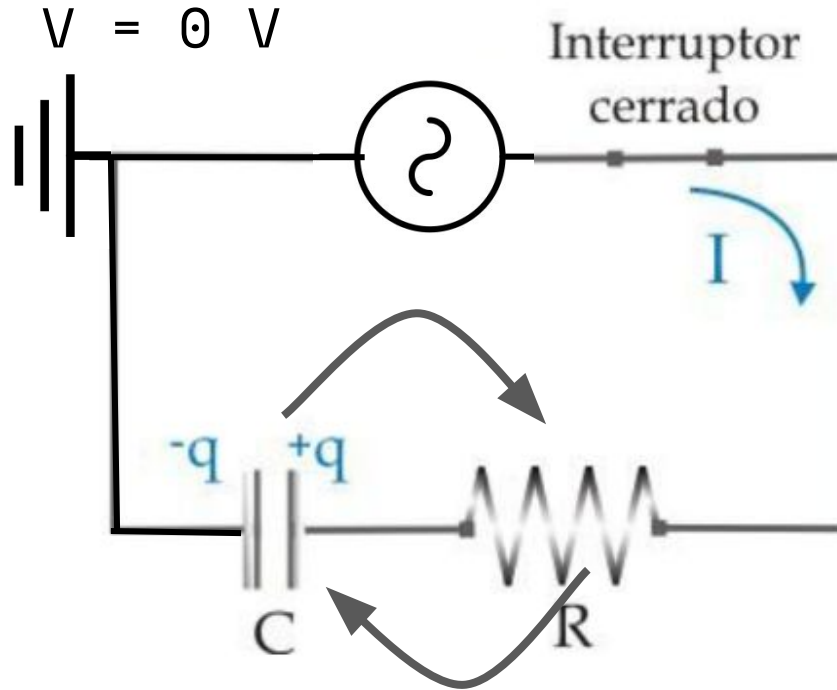 V = 0 V
Interruptor
cerrado
I
-q +q
C
R